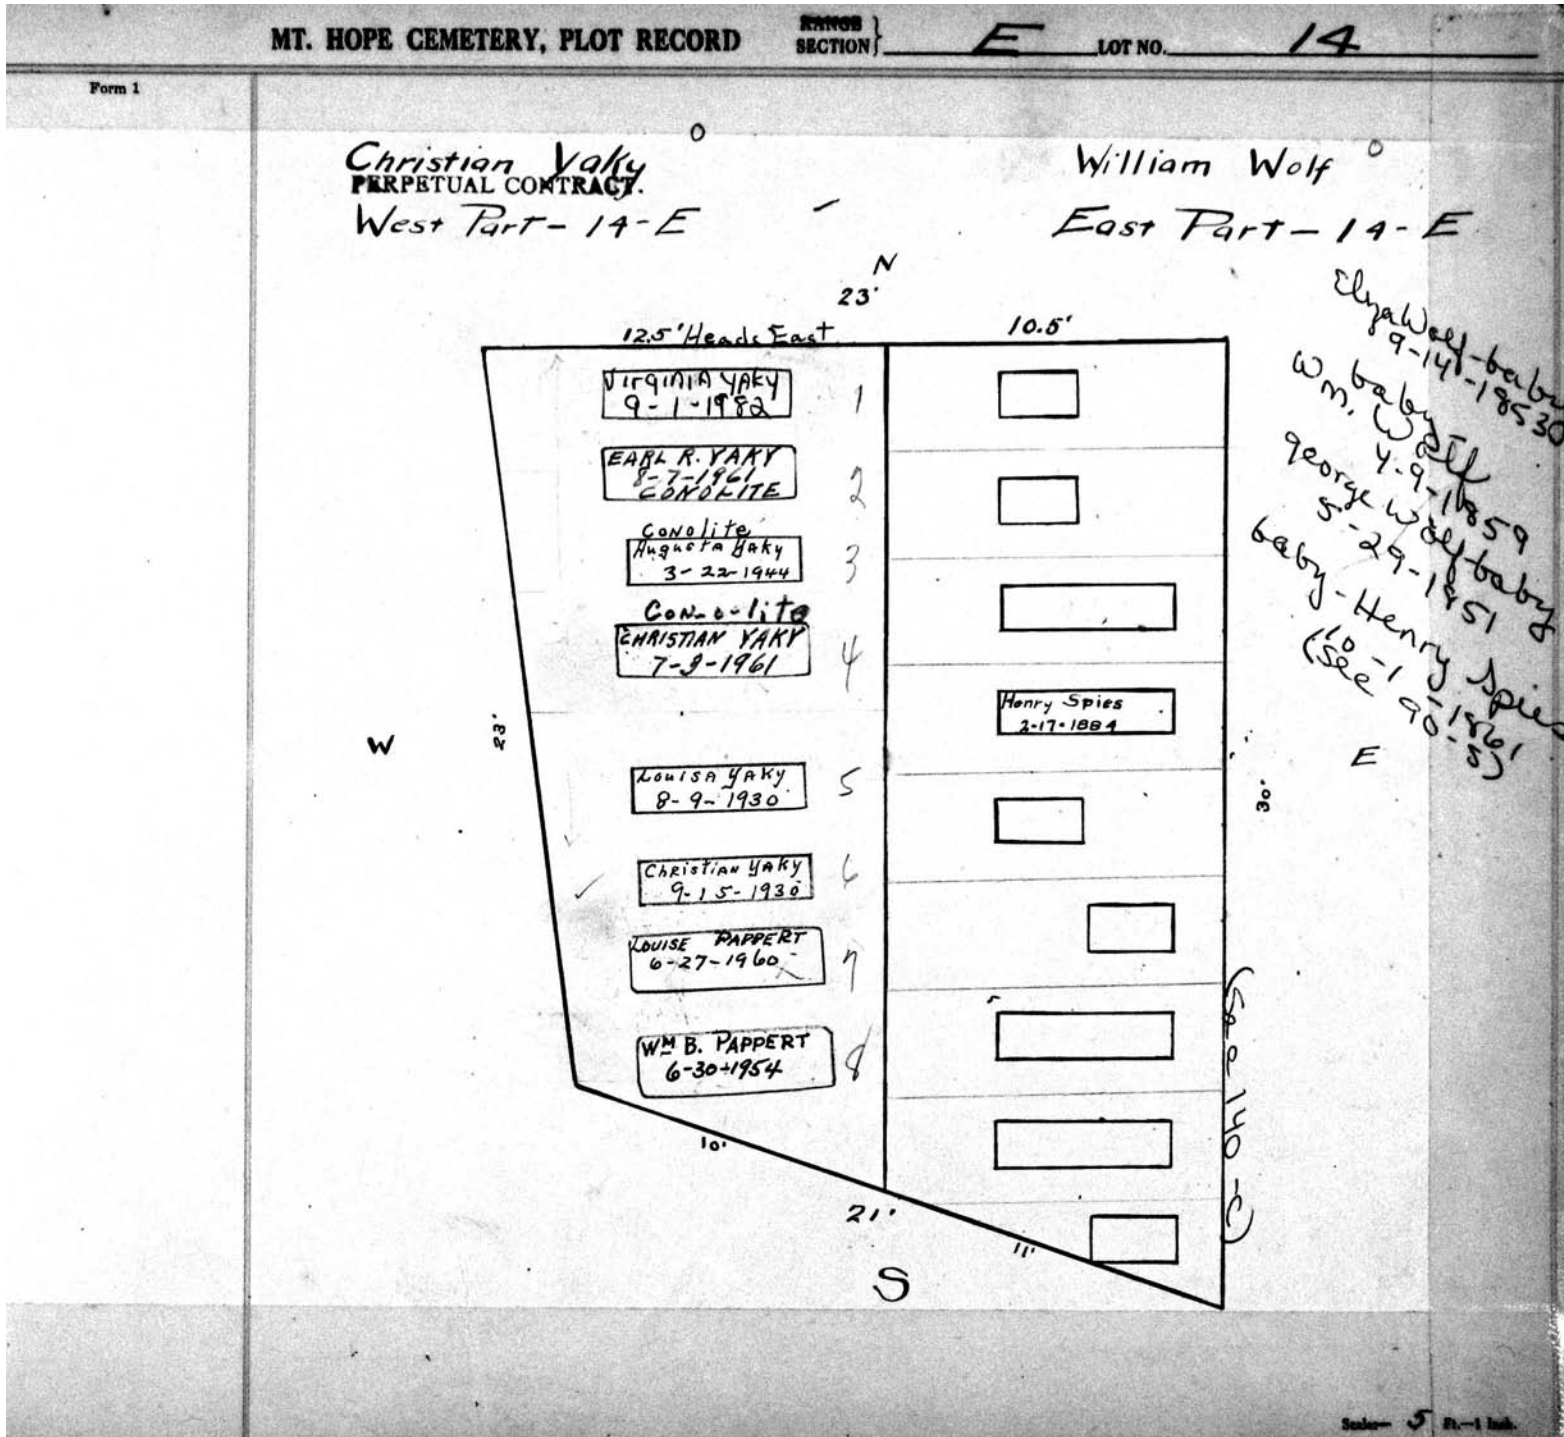 MT. HOPE CEMETERY, PLOT RECORD
RANGE
SECTION } E LOT NO. 14
Form 1
Christian Yaky
PERPETUAL CONTRACT.
West Part - 14-E
William Wolf
East Part - 14-E
N
23'
12.5' Heads East
10.5'
VIRGINIA YAKY
9-1-1982
1
EARL R. YAKY
8-7-1961
CONOLITE
2
Conolite
Augusta Yaky
3-22-1944
3
Con-o-lite
CHRISTIAN YAKY
1961
4
Louisa Yaky
8-9-1930
5
Christian Yaky
9-15-1930
6
LOUISE PAPPERT
6-27-1960
7
WM B. PAPPERT
6-30-1954
8
Henry Spies
2-17-1884
W
23'
E
30'
10'
21'
11'
S
Wolf-baby
9-14-1853
baby
Wm. Wolf
4-9-1859
George Wolf baby
5-29-1851
baby - Henry Spies
10-1-1861
(See 90-S)
(See 140-C)
Scale— 5 Ft.—1 Inch.